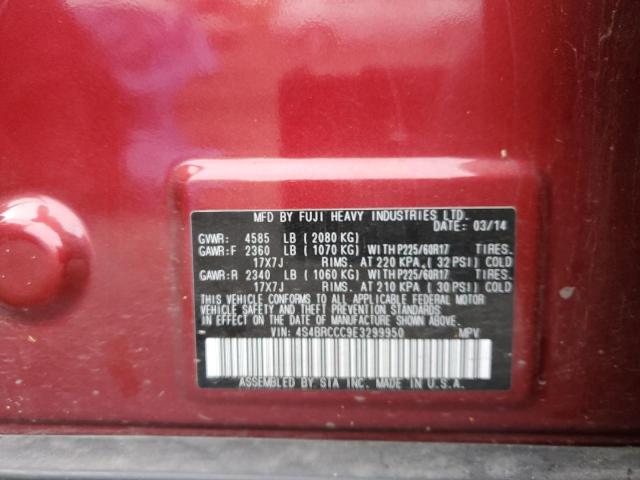 MFD BY FUJI HEAVY INDUSTRIES LTD.
DATE: 03/14
GVWR: 4585 LB ( 2080 KG)
GAWR:F 2360 LB ( 1070 KG) WITH P225/60R17 TIRES.
17X7J RIMS. AT 220 KPA. ( 32 PSI) COLD
GAWR:R 2340 LB ( 1060 KG) WITH P225/60R17 TIRES.
17X7J RIMS. AT 210 KPA. ( 30 PSI) COLD
THIS VEHICLE CONFORMS TO ALL APPLICABLE FEDERAL MOTOR
VEHICLE SAFETY AND THEFT PREVENTION STANDARDS
IN EFFECT ON DATE OF MANUFACTURE SHOWN ABOVE.
VIN: 4S4BRCCC9E3299950 MPV
ASSEMBLED BY SIA INC. MADE IN U.S.A.